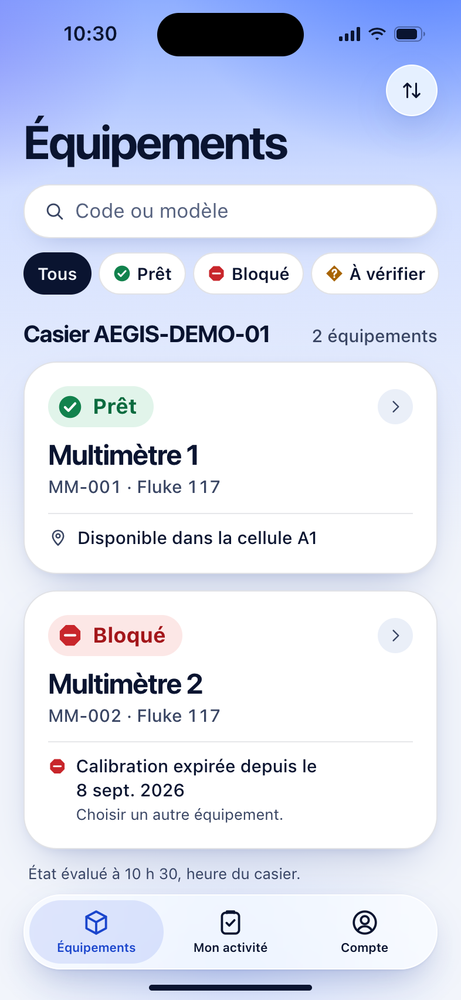 10:30
Équipements
Code ou modèle
Tous
Prêt
Bloqué
À vérifier
Casier AEGIS-DEMO-01
2 équipements
Prêt
Multimètre 1
MM-001 · Fluke 117
Disponible dans la cellule A1
Bloqué
Multimètre 2
MM-002 · Fluke 117
Calibration expirée depuis le
8 sept. 2026
Choisir un autre équipement.
État évalué à 10 h 30, heure du casier.
Équipements
Mon activité
Compte